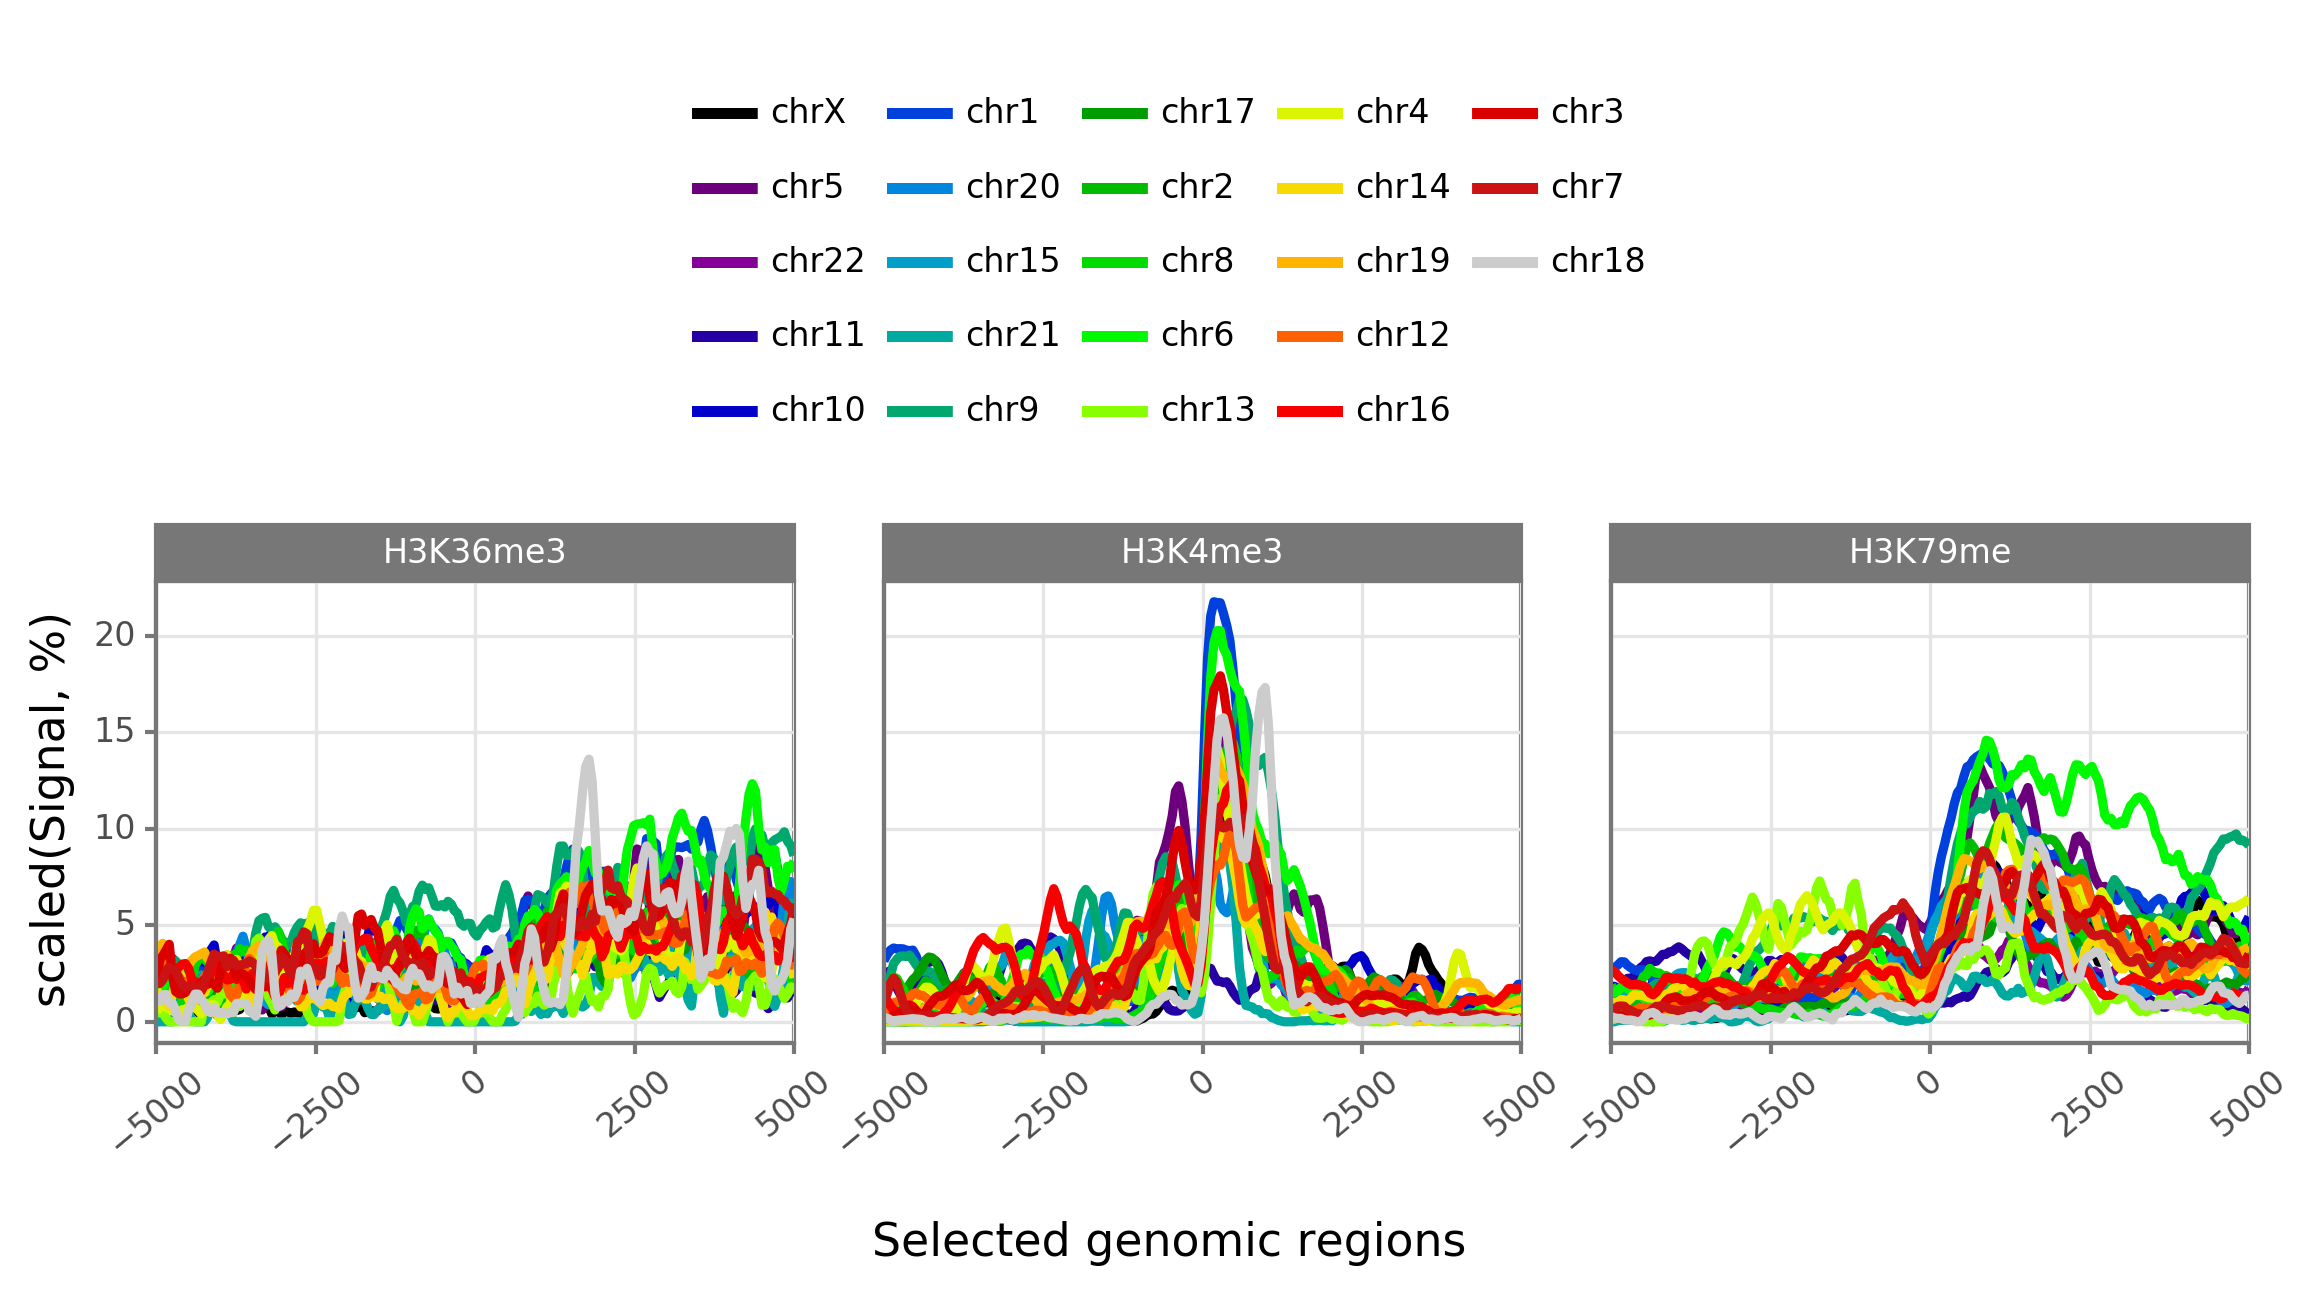 chrX chr1 chr17 chr4 chr3
chr5 chr20 chr2 chr14 chr7
chr22 chr15 chr8 chr19 chr18
chr11 chr21 chr6 chr12
chr10 chr9 chr13 chr16
H3K36me3 H3K4me3 H3K79me
scaled(Signal, %)
20
15
10
5
0
−5000 −2500 0 2500 5000 −5000 −2500 0 2500 5000 −5000 −2500 0 2500 5000
Selected genomic regions